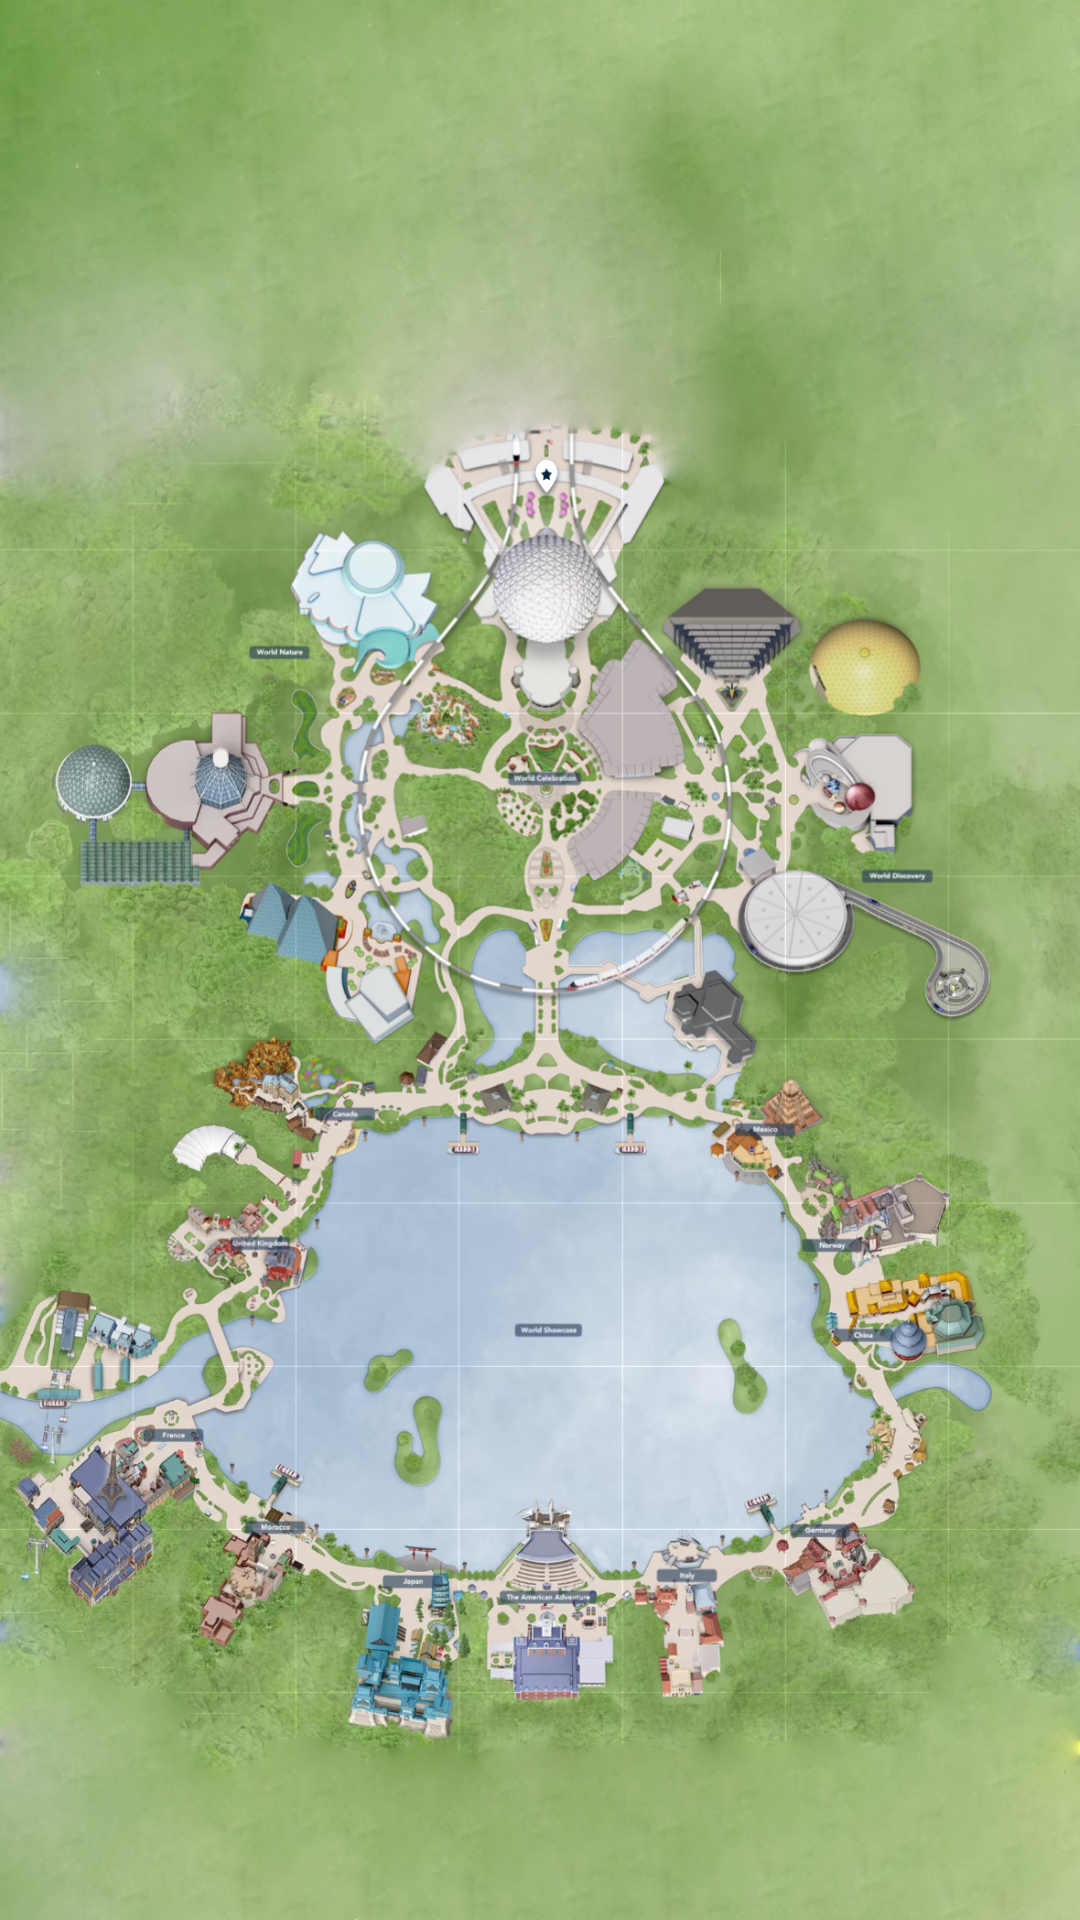 World Nature
World Celebration
World Discovery
Canada
Mexico
United Kingdom
Norway
World Showcase
China
France
Morocco
Germany
Japan
Italy
The American Adventure